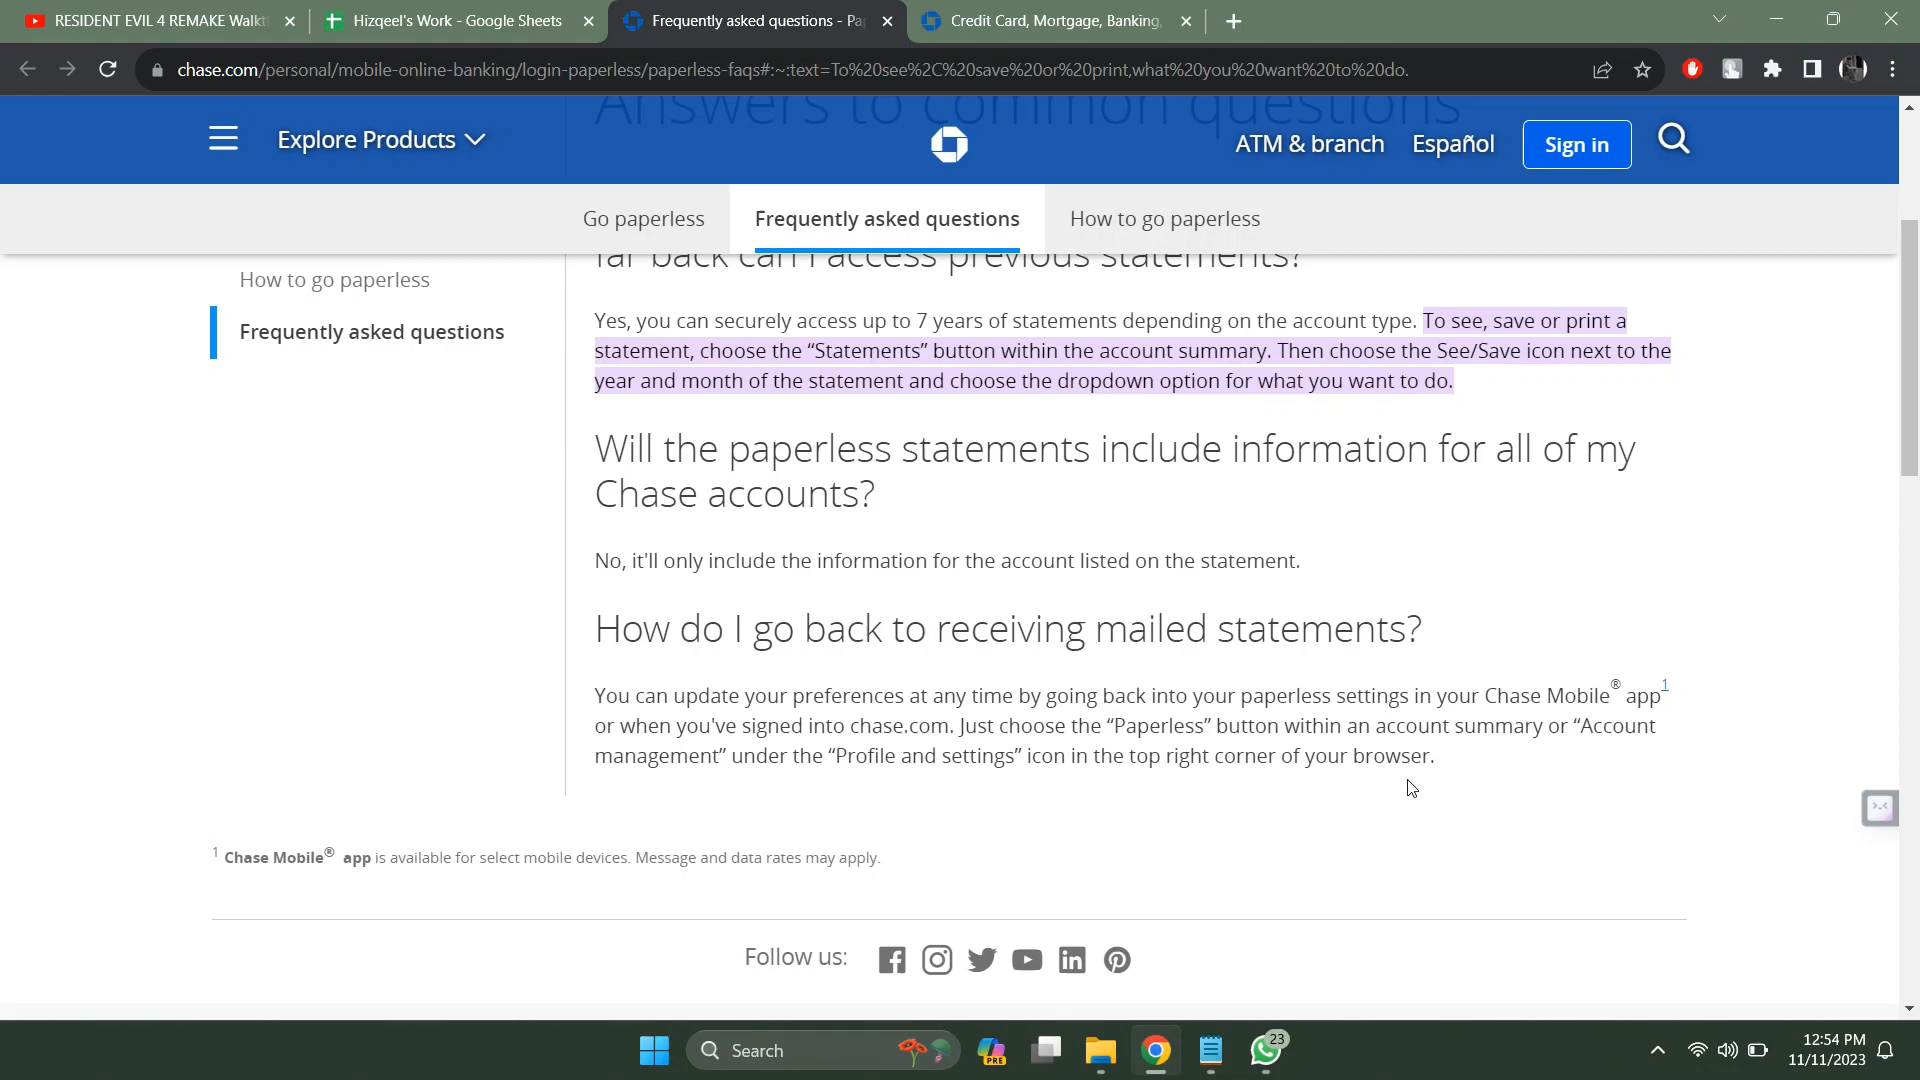 RESIDENT EVIL 4 REMAKE Walkt
Hizqeel's Work - Google Sheets
Frequently asked questions - Pa
Credit Card, Mortgage, Banking,
chase.com/personal/mobile-online-banking/login-paperless/paperless-faqs#:~:text=To%20see%2C%20save%20or%20print,what%20you%20want%20to%20do.
Answers to common questions
Explore Products
ATM & branch
Español
Sign in
Go paperless
Frequently asked questions
How to go paperless
How to go paperless
Frequently asked questions
far back can I access previous statements?
Yes, you can securely access up to 7 years of statements depending on the account type. To see, save or print a
statement, choose the “Statements” button within the account summary. Then choose the See/Save icon next to the
year and month of the statement and choose the dropdown option for what you want to do.
Will the paperless statements include information for all of my
Chase accounts?
No, it'll only include the information for the account listed on the statement.
How do I go back to receiving mailed statements?
You can update your preferences at any time by going back into your paperless settings in your Chase Mobile® app1
or when you've signed into chase.com. Just choose the “Paperless” button within an account summary or “Account
management” under the “Profile and settings” icon in the top right corner of your browser.
1 Chase Mobile® app is available for select mobile devices. Message and data rates may apply.
Follow us:
Search
PRE
23
12:54 PM
11/11/2023